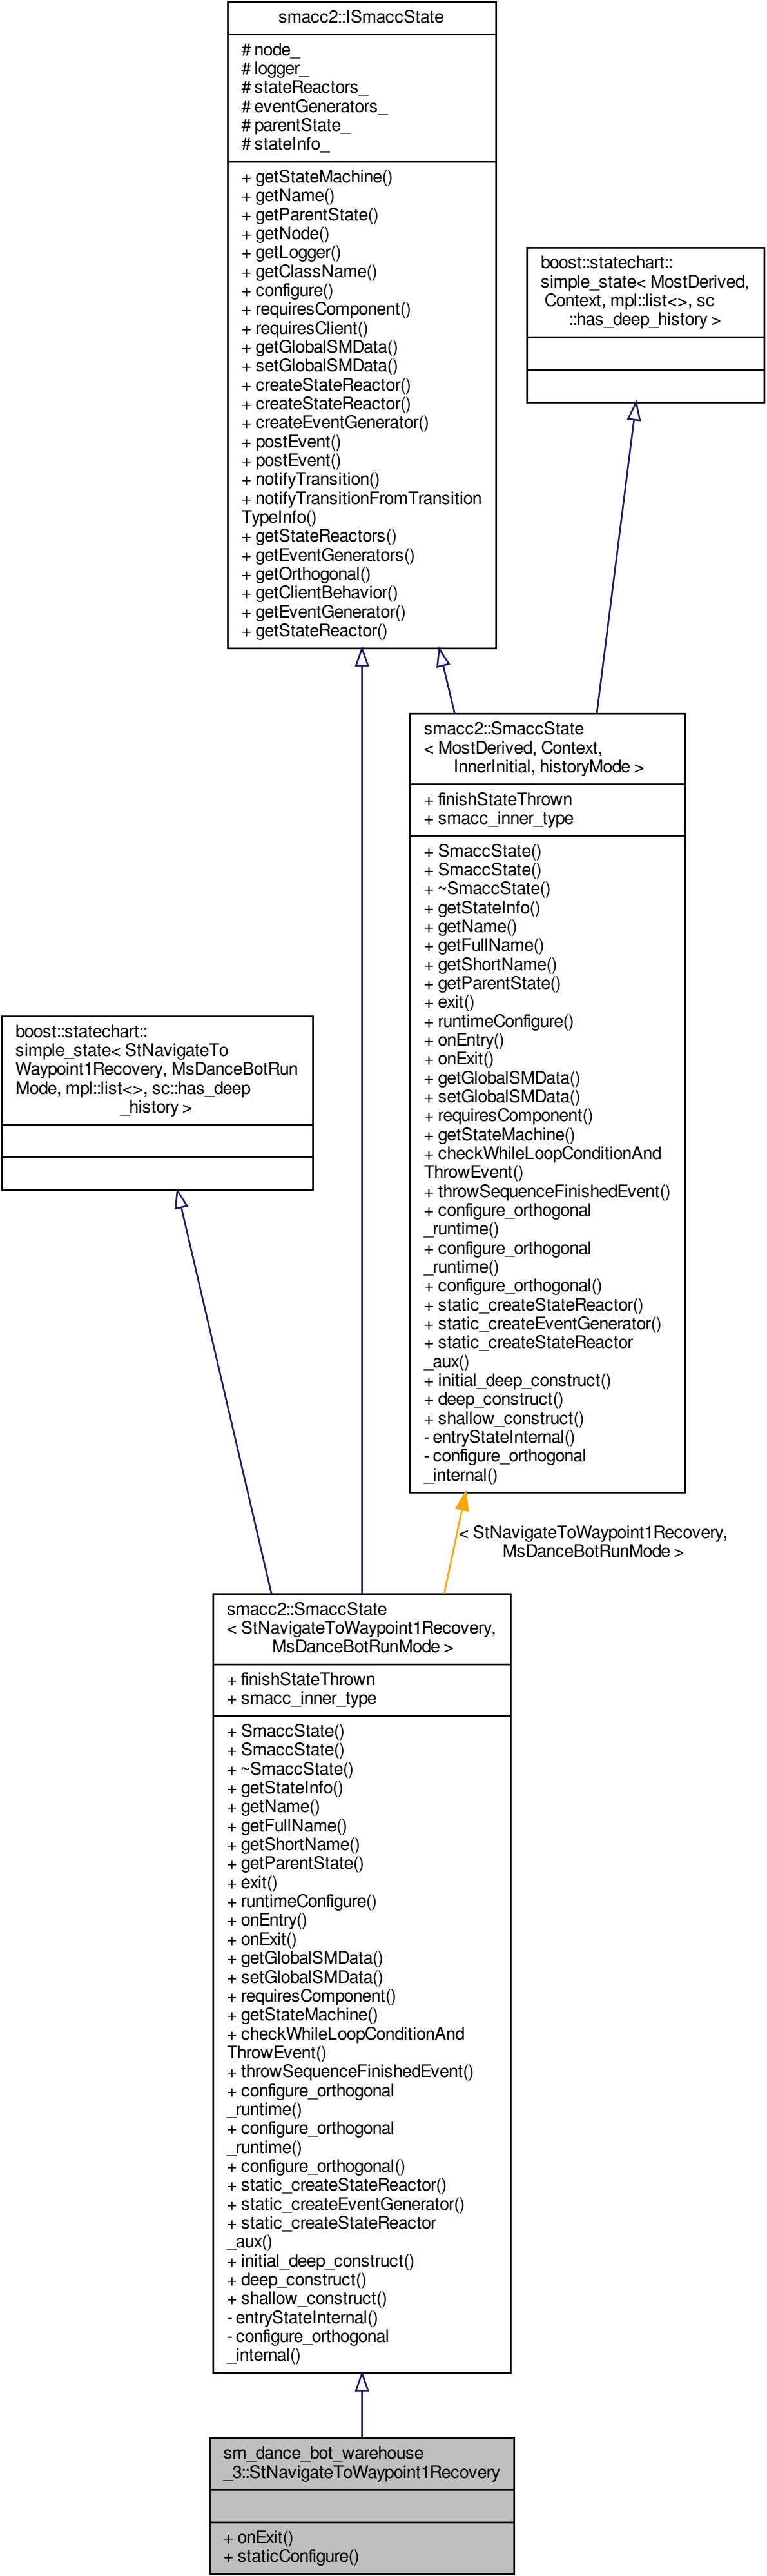 smacc2::ISmaccState
# node_
# logger_
# stateReactors_
# eventGenerators_
# parentState_
# stateInfo_
+ getStateMachine()
+ getName()
+ getParentState()
+ getNode()
+ getLogger()
+ getClassName()
+ configure()
+ requiresComponent()
+ requiresClient()
+ getGlobalSMData()
+ setGlobalSMData()
+ createStateReactor()
+ createStateReactor()
+ createEventGenerator()
+ postEvent()
+ postEvent()
+ notifyTransition()
+ notifyTransitionFromTransition
TypeInfo()
+ getStateReactors()
+ getEventGenerators()
+ getOrthogonal()
+ getClientBehavior()
+ getEventGenerator()
+ getStateReactor()
boost::statechart::
simple_state< MostDerived,
Context, mpl::list<>, sc
::has_deep_history >
smacc2::SmaccState
< MostDerived, Context,
InnerInitial, historyMode >
+ finishStateThrown
+ smacc_inner_type
+ SmaccState()
+ SmaccState()
+ ~SmaccState()
+ getStateInfo()
+ getName()
+ getFullName()
+ getShortName()
+ getParentState()
+ exit()
+ runtimeConfigure()
+ onEntry()
+ onExit()
+ getGlobalSMData()
+ setGlobalSMData()
+ requiresComponent()
+ getStateMachine()
+ checkWhileLoopConditionAnd
ThrowEvent()
+ throwSequenceFinishedEvent()
+ configure_orthogonal
_runtime()
+ configure_orthogonal
_runtime()
+ configure_orthogonal()
+ static_createStateReactor()
+ static_createEventGenerator()
+ static_createStateReactor
_aux()
+ initial_deep_construct()
+ deep_construct()
+ shallow_construct()
- entryStateInternal()
- configure_orthogonal
_internal()
boost::statechart::
simple_state< StNavigateTo
Waypoint1Recovery, MsDanceBotRun
Mode, mpl::list<>, sc::has_deep
_history >
< StNavigateToWaypoint1Recovery,
MsDanceBotRunMode >
smacc2::SmaccState
< StNavigateToWaypoint1Recovery,
MsDanceBotRunMode >
+ finishStateThrown
+ smacc_inner_type
+ SmaccState()
+ SmaccState()
+ ~SmaccState()
+ getStateInfo()
+ getName()
+ getFullName()
+ getShortName()
+ getParentState()
+ exit()
+ runtimeConfigure()
+ onEntry()
+ onExit()
+ getGlobalSMData()
+ setGlobalSMData()
+ requiresComponent()
+ getStateMachine()
+ checkWhileLoopConditionAnd
ThrowEvent()
+ throwSequenceFinishedEvent()
+ configure_orthogonal
_runtime()
+ configure_orthogonal
_runtime()
+ configure_orthogonal()
+ static_createStateReactor()
+ static_createEventGenerator()
+ static_createStateReactor
_aux()
+ initial_deep_construct()
+ deep_construct()
+ shallow_construct()
- entryStateInternal()
- configure_orthogonal
_internal()
sm_dance_bot_warehouse
_3::StNavigateToWaypoint1Recovery
+ onExit()
+ staticConfigure()